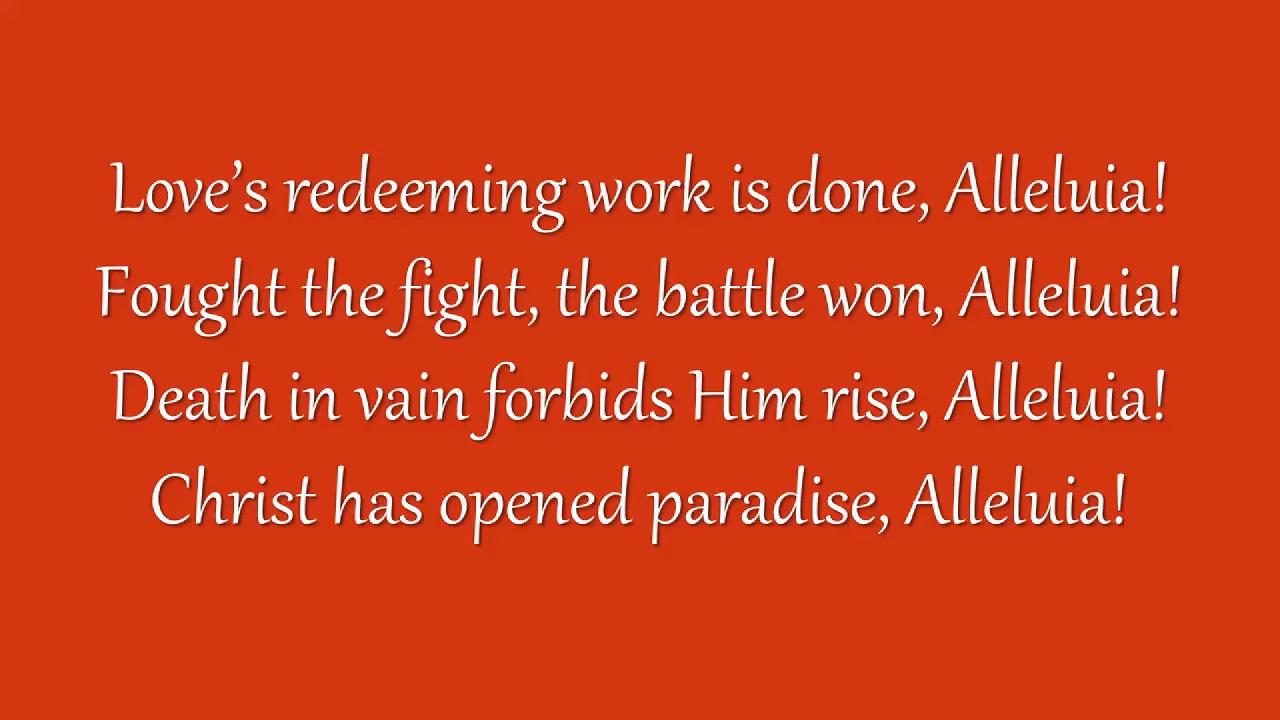 Love’s redeeming work is done, Alleluia!
Fought the fight, the battle won, Alleluia!
Death in vain forbids Him rise, Alleluia!
Christ has opened paradise, Alleluia!